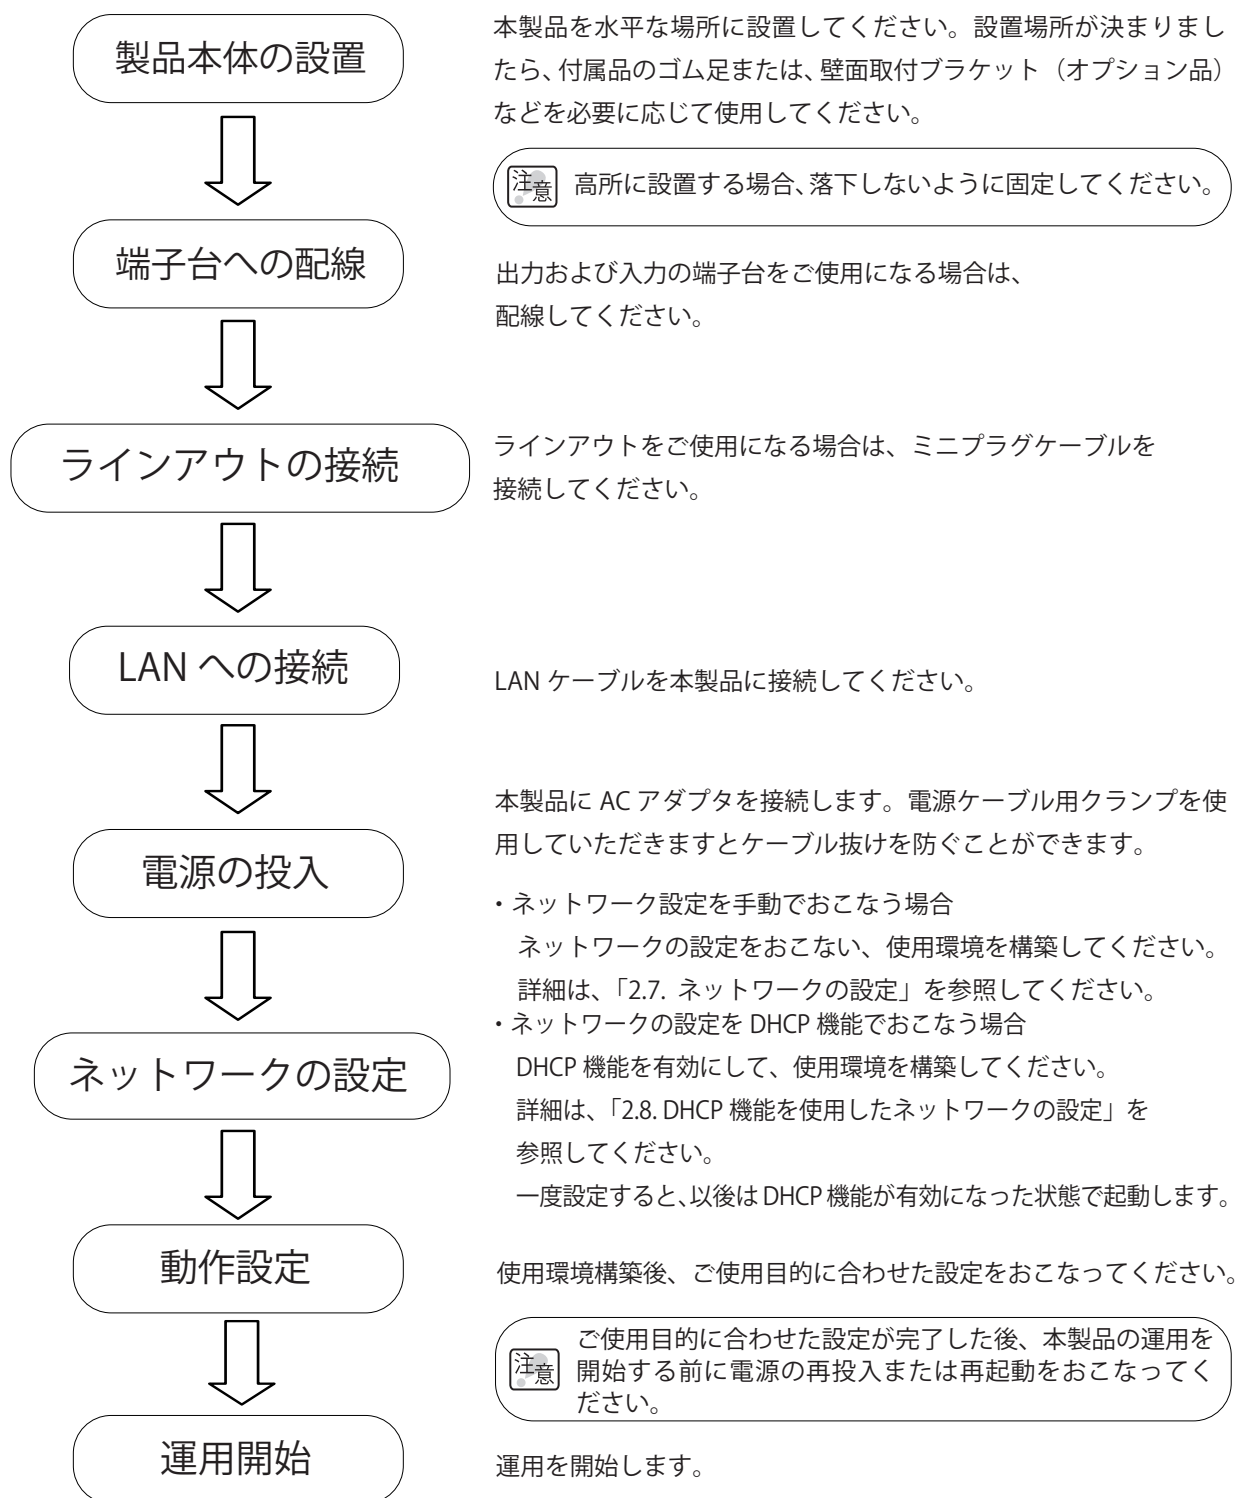 製品本体の設置
本製品を水平な場所に設置してください。設置場所が決まりまし
たら、付属品のゴム足または、壁面取付ブラケット（オプション品）
などを必要に応じて使用してください。
注意
高所に設置する場合、落下しないように固定してください。
端子台への配線
出力および入力の端子台をご使用になる場合は、
配線してください。
ラインアウトの接続
ラインアウトをご使用になる場合は、ミニプラグケーブルを
接続してください。
LAN への接続
LAN ケーブルを本製品に接続してください。
電源の投入
本製品に AC アダプタを接続します。電源ケーブル用クランプを使
用していただきますとケーブル抜けを防ぐことができます。
ネットワークの設定
・ネットワーク設定を手動でおこなう場合
ネットワークの設定をおこない、使用環境を構築してください。
詳細は、「2.7. ネットワークの設定」を参照してください。
・ネットワークの設定を DHCP 機能でおこなう場合
DHCP 機能を有効にして、使用環境を構築してください。
詳細は、「2.8. DHCP 機能を使用したネットワークの設定」を
参照してください。
一度設定すると、以後は DHCP 機能が有効になった状態で起動します。
動作設定
使用環境構築後、ご使用目的に合わせた設定をおこなってください。
注意
ご使用目的に合わせた設定が完了した後、本製品の運用を
開始する前に電源の再投入または再起動をおこなってく
ださい。
運用開始
運用を開始します。